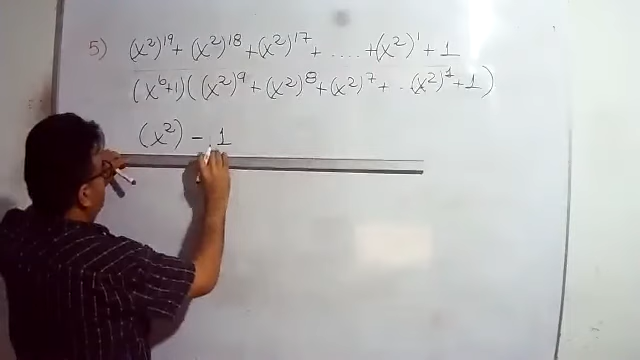 5) (x²)¹⁹ + (x²)¹⁸ + (x²)¹⁷ + .... + (x²)¹ + 1
(x⁶+1)((x²)⁹ + (x²)⁸ + (x²)⁷ + .. (x²)¹ + 1)
(x²) - 1